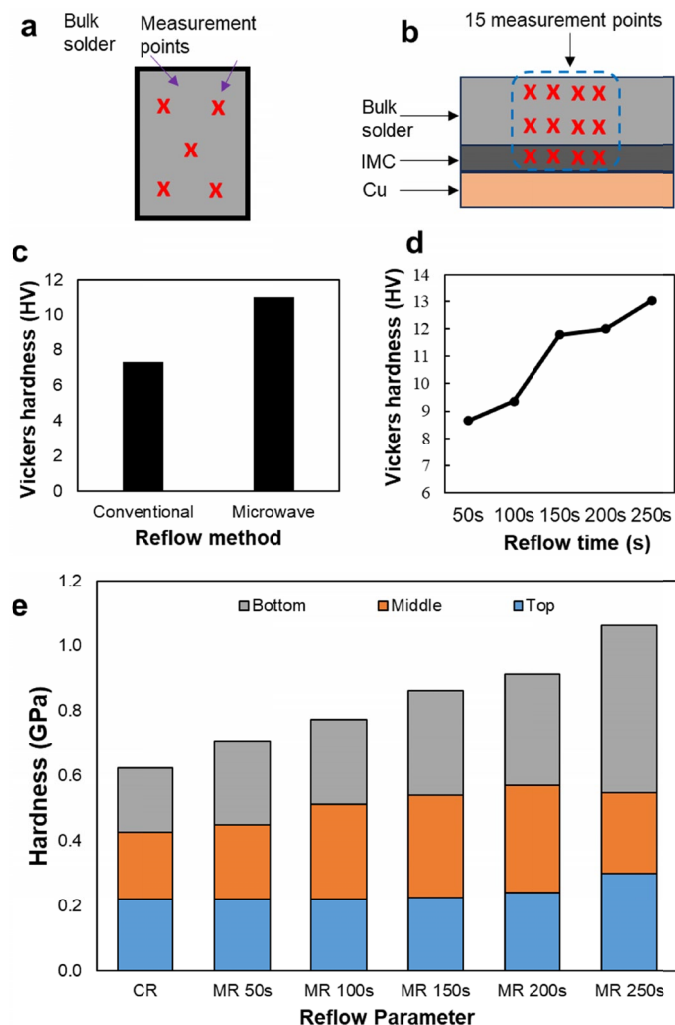 a
Bulk
solder
Measurement
points
X X
X
X X
b
15 measurement points
Bulk
solder
IMC
Cu
X X X X
X X X X
X X X X
c
Vickers hardness (HV)
12
10
8
6
4
2
0
Conventional Microwave
Reflow method
d
Vickers hardness (HV)
14
13
12
11
10
9
8
7
6
50s 100s 150s 200s 250s
Reflow time (s)
e
Hardness (GPa)
1.2
1.0
0.8
0.6
0.4
0.2
0.0
Bottom Middle Top
CR MR 50s MR 100s MR 150s MR 200s MR 250s
Reflow Parameter